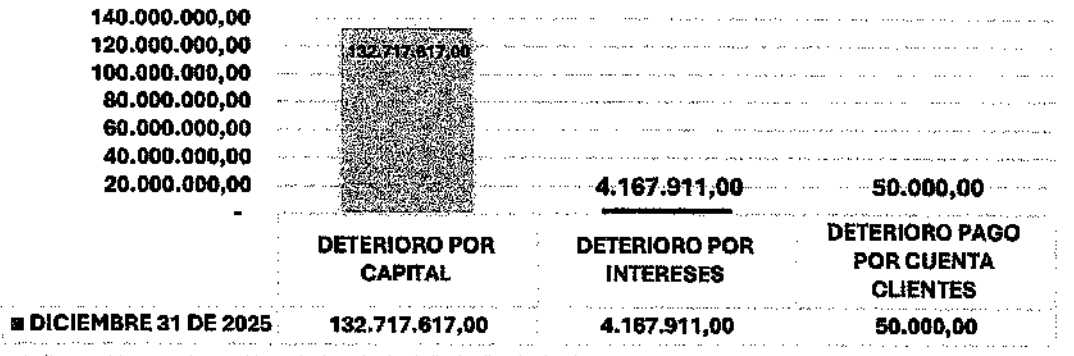 140.000.000,00
120.000.000,00
100.000.000,00
80.000.000,00
60.000.000,00
40.000.000,00
20.000.000,00
-
132.717.617,00
4.167.911,00
50.000,00
DETERIORO POR
CAPITAL
DETERIORO POR
INTERESES
DETERIORO PAGO
POR CUENTA
CLIENTES
DICIEMBRE 31 DE 2025 132.717.617,00 4.167.911,00 50.000,00